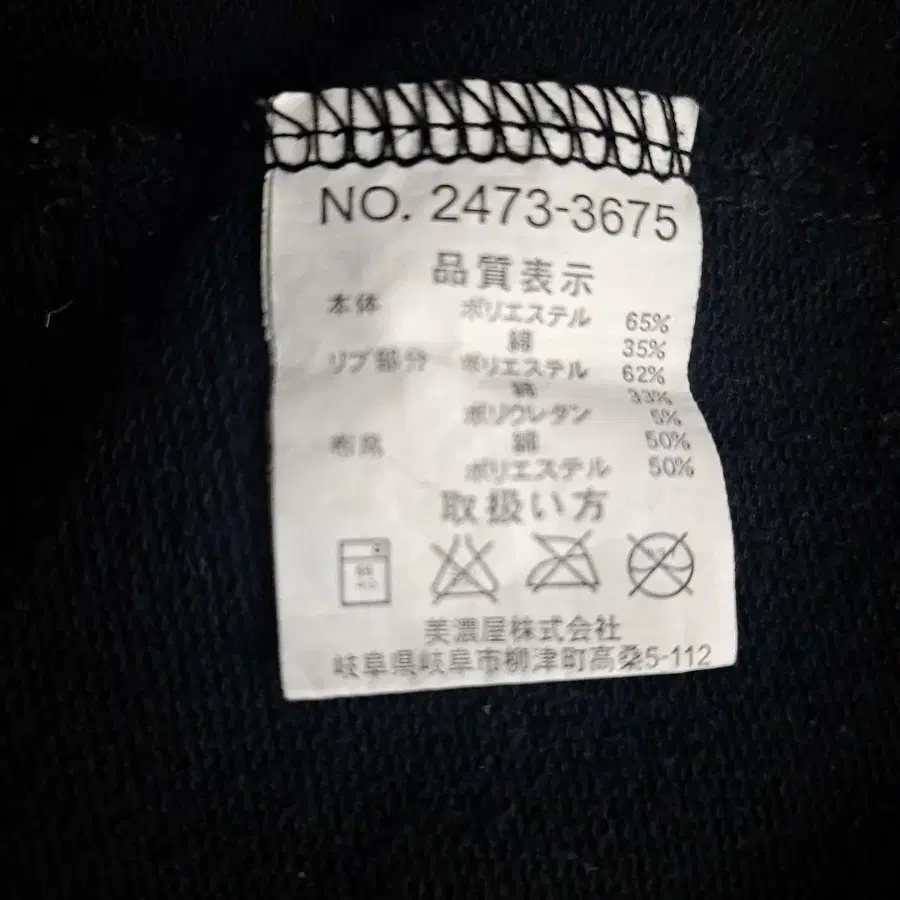 NO. 2473-3675
品質表示
本体 ポリエステル 65%
綿 35%
リブ部分 ポリエステル 62%
綿 33%
ポリウレタン 5%
布帛 綿 50%
ポリエステル 50%
取扱い方
美濃屋株式会社
岐阜県岐阜市柳津町高桑5-112